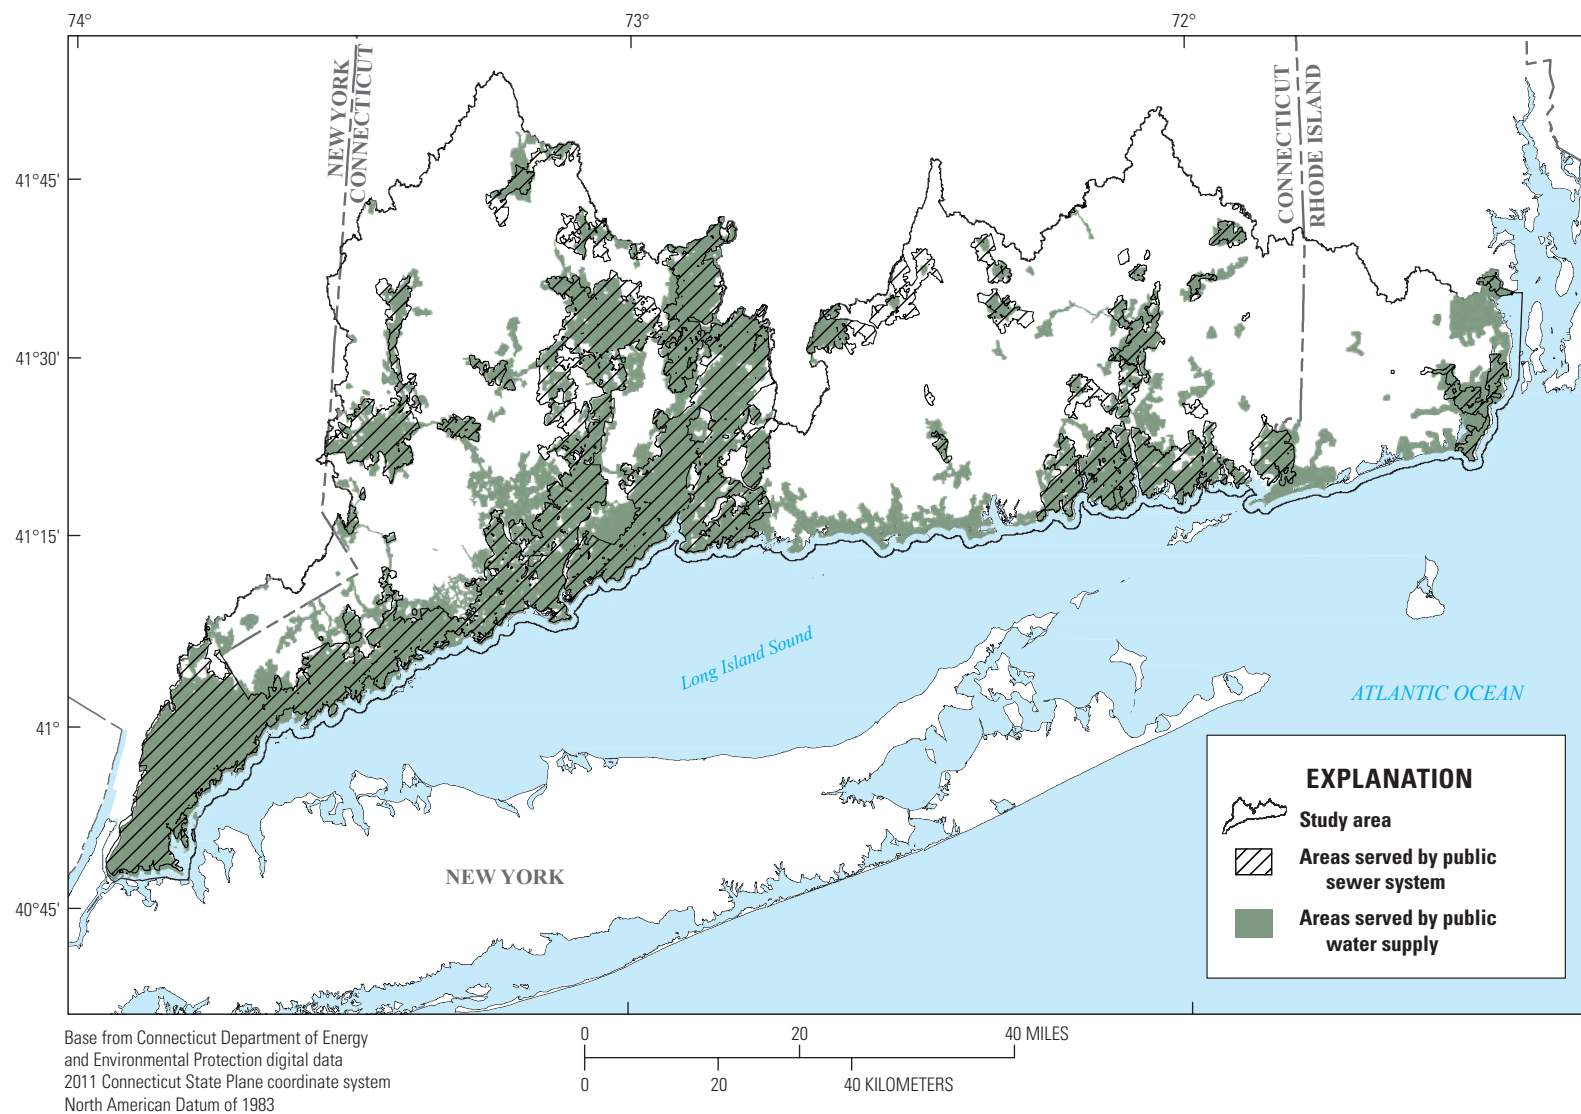 74°
73°
72°
NEW YORK
CONNECTICUT
CONNECTICUT
RHODE ISLAND
41°45'
41°30'
41°15'
41°
40°45'
Long Island Sound
ATLANTIC OCEAN
NEW YORK
EXPLANATION
Study area
Areas served by public
sewer system
Areas served by public
water supply
Base from Connecticut Department of Energy
and Environmental Protection digital data
2011 Connecticut State Plane coordinate system
North American Datum of 1983
0 20 40 MILES
0 20 40 KILOMETERS